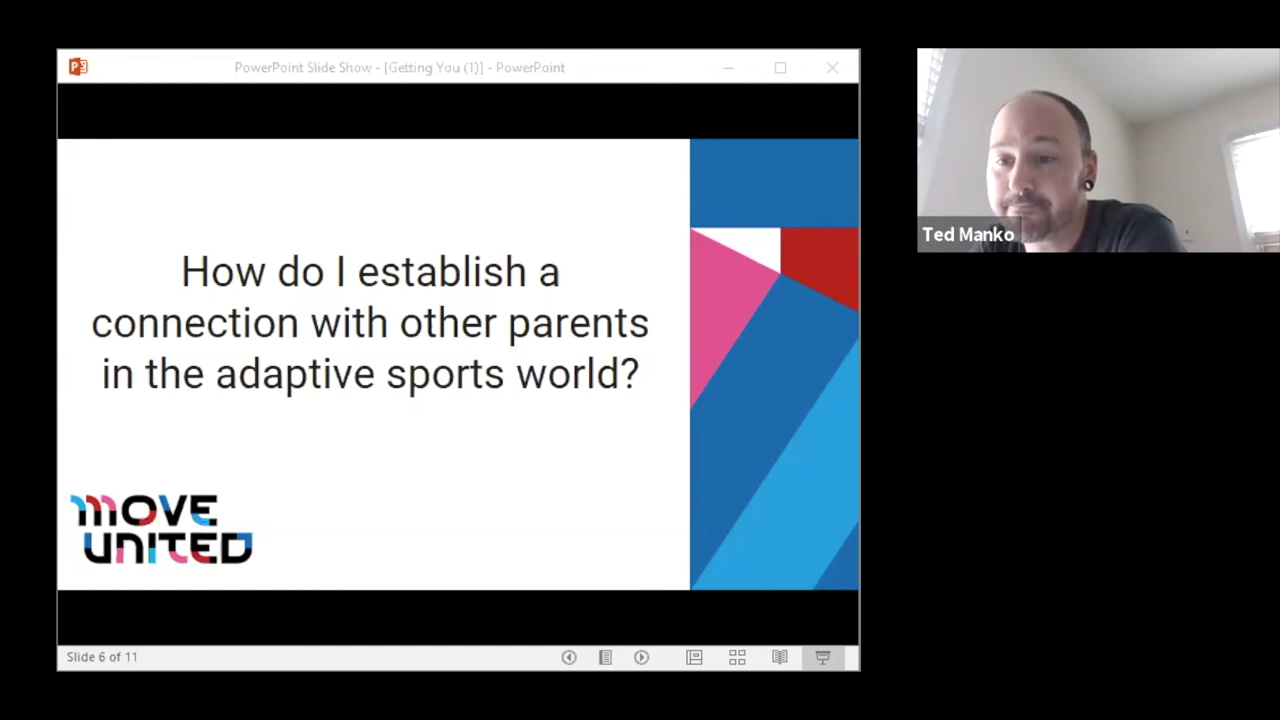 PowerPoint Slide Show - [Getting You (1)] - PowerPoint
How do I establish a
connection with other parents
in the adaptive sports world?
MOVE
UNITED
Slide 6 of 11
Ted Manko